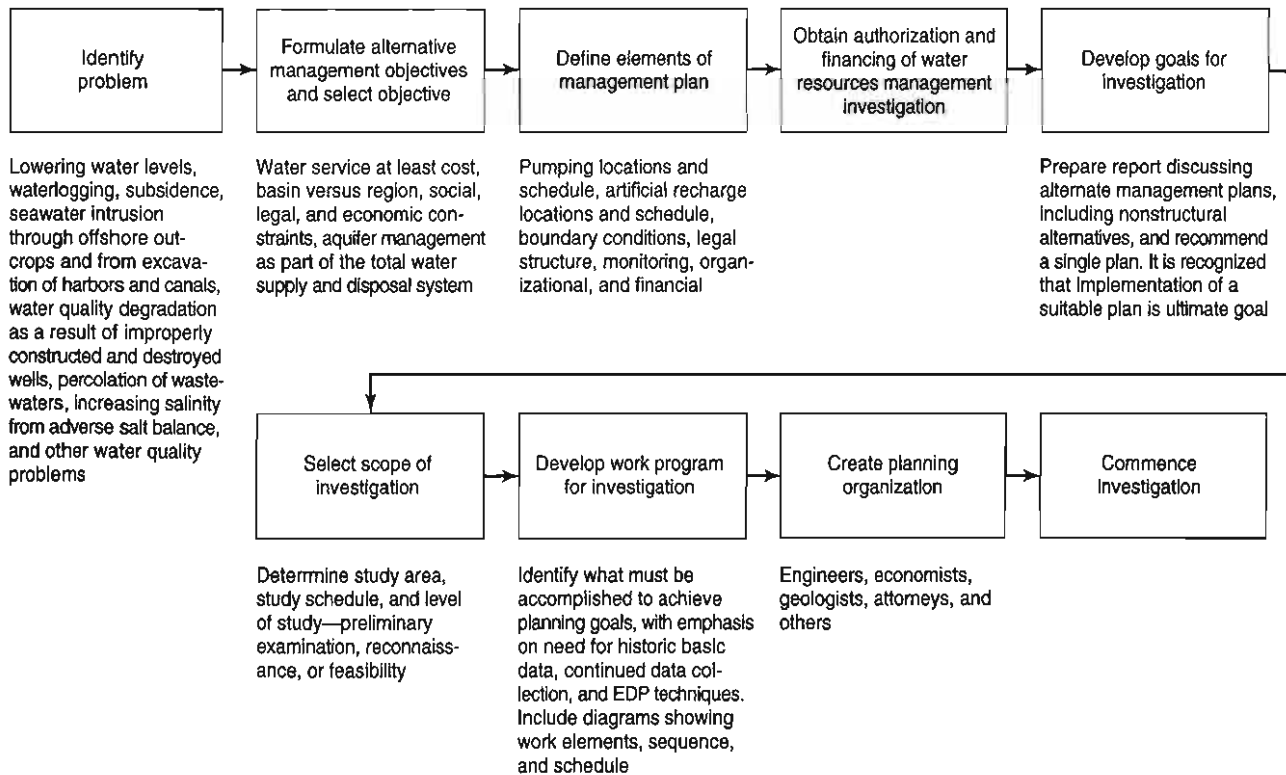 Identify
problem
Formulate alternative
management objectives
and select objective
Define elements of
management plan
Obtain authorization and
financing of water
resources management
investigation
Develop goals for
investigation
Lowering water levels,
waterlogging, subsidence,
seawater intrusion
through offshore out-
crops and from excava-
tion of harbors and canals,
water quality degradation
as a result of improperly
constructed and destroyed
wells, percolation of waste-
waters, increasing salinity
from adverse salt balance,
and other water quality
problems
Water service at least cost,
basin versus region, social,
legal, and economic con-
straints, aquifer management
as part of the total water
supply and disposal system
Pumping locations and
schedule, artificial recharge
locations and schedule,
boundary conditions, legal
structure, monitoring, organ-
izational, and financial
Prepare report discussing
alternate management plans,
including nonstructural
alternatives, and recommend
a single plan. It is recognized
that implementation of a
suitable plan is ultimate goal
Select scope of
investigation
Develop work program
for investigation
Create planning
organization
Commence
investigation
Determine study area,
study schedule, and level
of study—preliminary
examination, reconnaiss-
ance, or feasibility
Identify what must be
accomplished to achieve
planning goals, with emphasis
on need for historic basic
data, continued data col-
lection, and EDP techniques.
Include diagrams showing
work elements, sequence,
and schedule
Engineers, economists,
geologists, attorneys, and
others